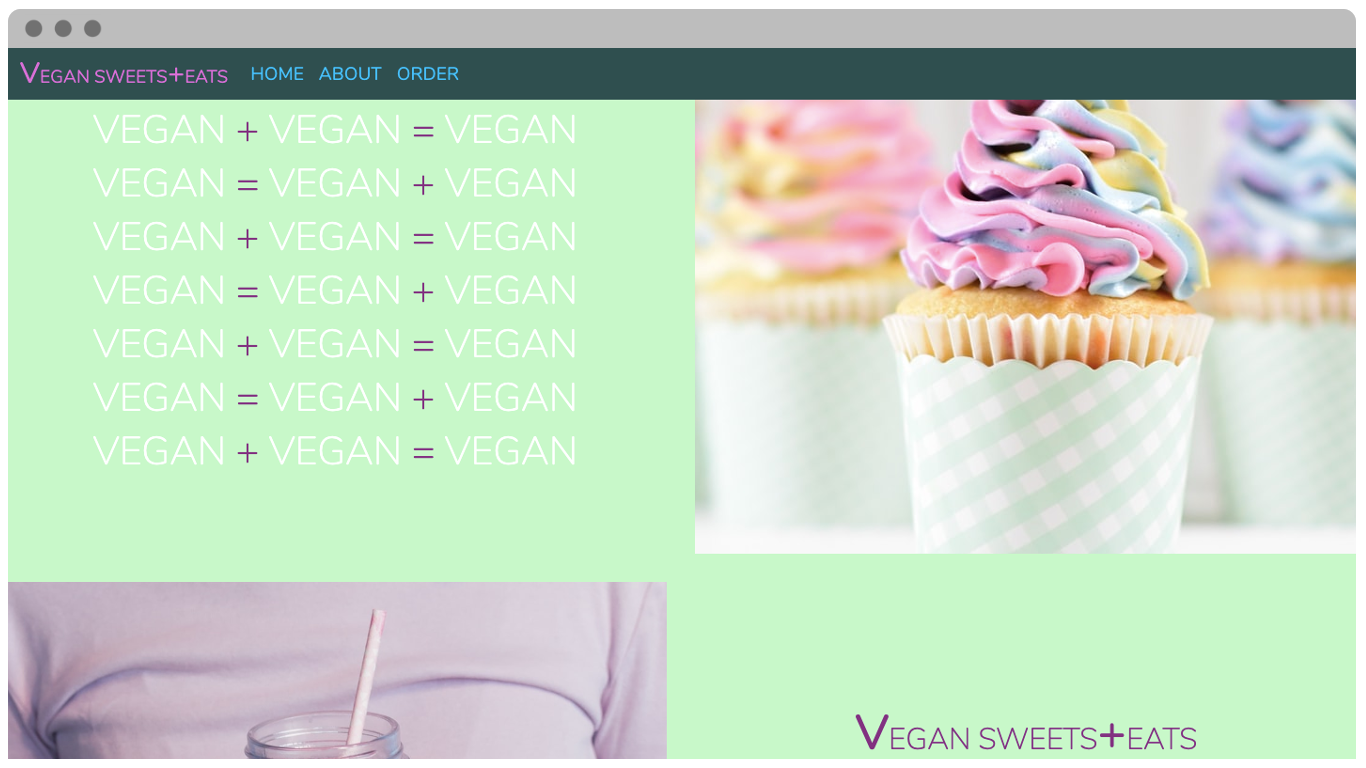 VEGAN SWEETS+EATS HOME ABOUT ORDER
VEGAN + VEGAN = VEGAN
VEGAN = VEGAN + VEGAN
VEGAN + VEGAN = VEGAN
VEGAN = VEGAN + VEGAN
VEGAN + VEGAN = VEGAN
VEGAN = VEGAN + VEGAN
VEGAN + VEGAN = VEGAN
VEGAN SWEETS+EATS